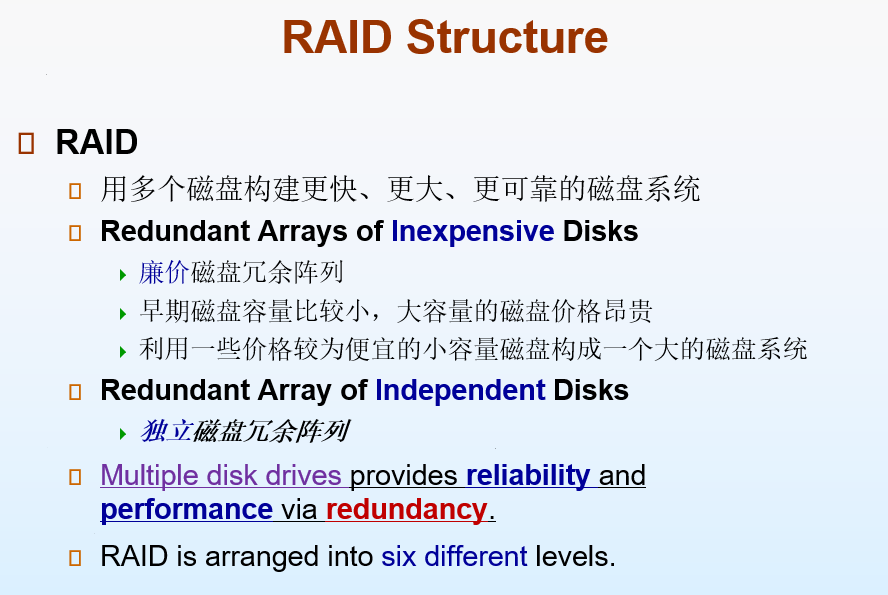 RAID Structure
RAID
用多个磁盘构建更快、更大、更可靠的磁盘系统
Redundant Arrays of Inexpensive Disks
廉价磁盘冗余阵列
早期磁盘容量比较小，大容量的磁盘价格昂贵
利用一些价格较为便宜的小容量磁盘构成一个大的磁盘系统
Redundant Array of Independent Disks
独立磁盘冗余阵列
Multiple disk drives provides reliability and
performance via redundancy.
RAID is arranged into six different levels.